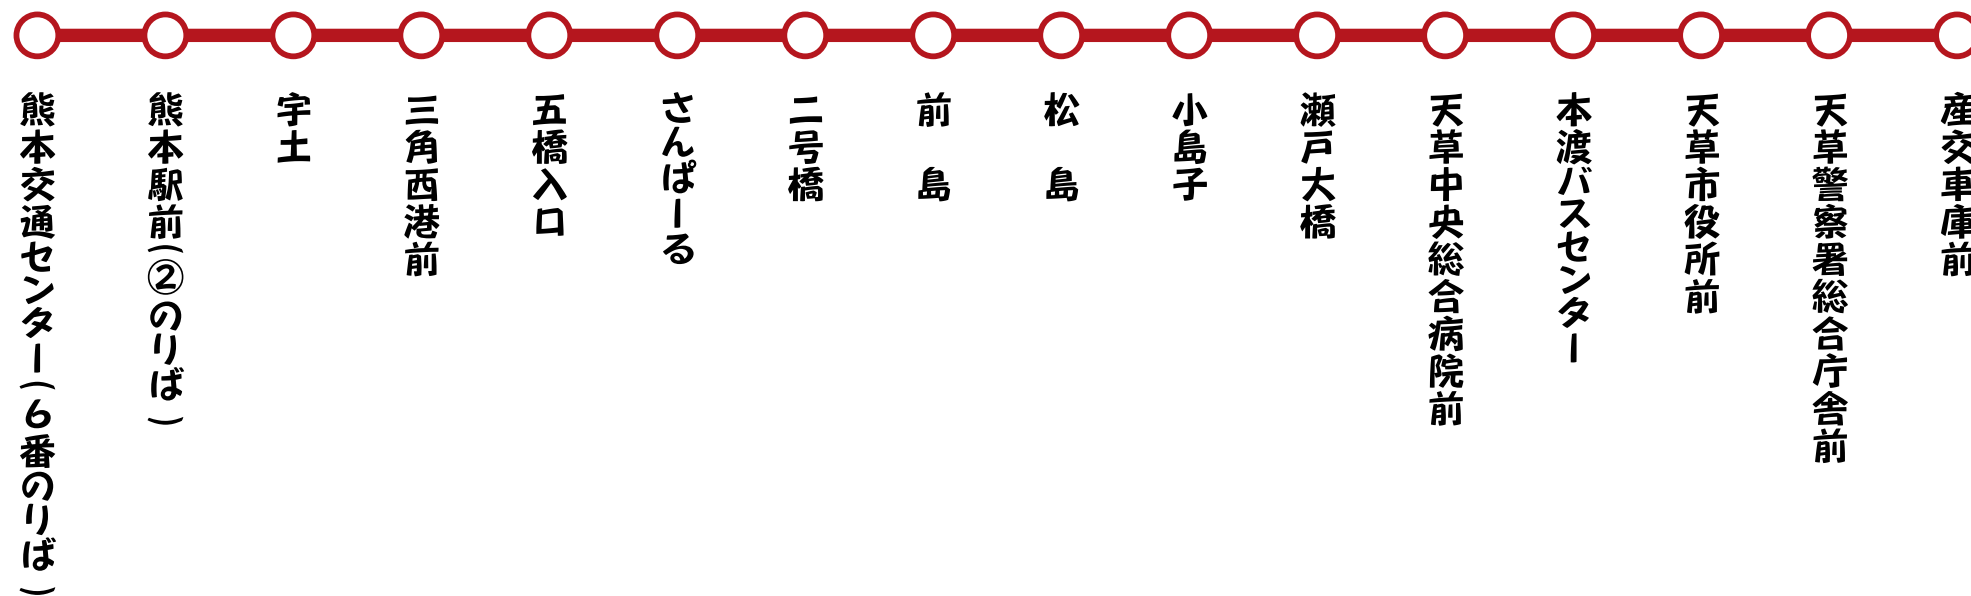 熊本交通センター(6番のりば)
熊本駅前(②のりば)
宇土
三角西港前
五橋入口
さんぱーる
二号橋
前島
松島
小島子
瀬戸大橋
天草中央総合病院前
本渡バスセンター
天草市役所前
天草警察署総合庁舎前
産交車庫前